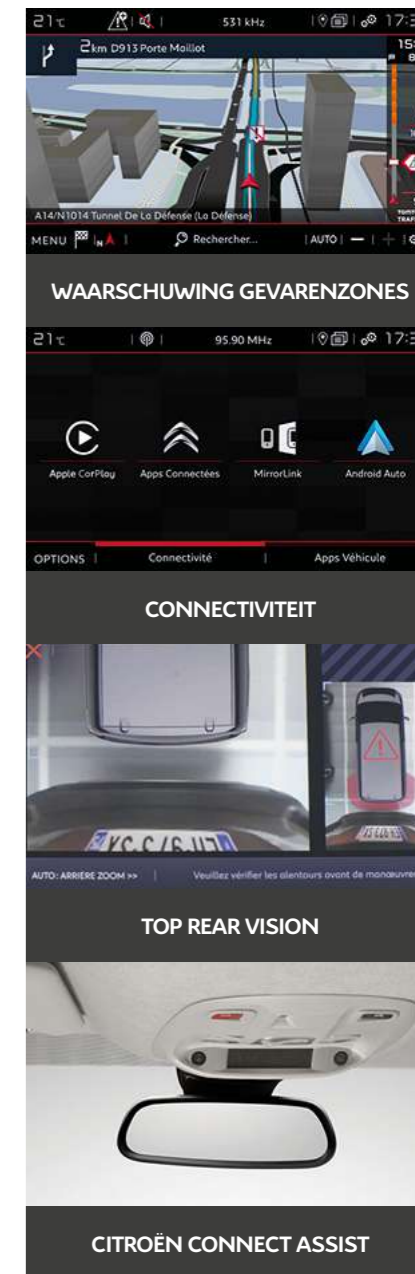 21℃ 531 kHz 17:3
2km D913 Porte Maillot
A14/N1014 Tunnel De La Défense (La Défense)
MENU N Rechercher... AUTO
WAARSCHUWING GEVARENZONES
21℃ 95.90 MHz 17:3
Apple CarPlay Apps Connectées MirrorLink Android Auto
OPTIONS Connectivité Apps Véhicule
CONNECTIVITEIT
AUTO: ARRIERE ZOOM >> Veuillez vérifier les alentours avant de manœuvrer
TOP REAR VISION
CITROËN CONNECT ASSIST